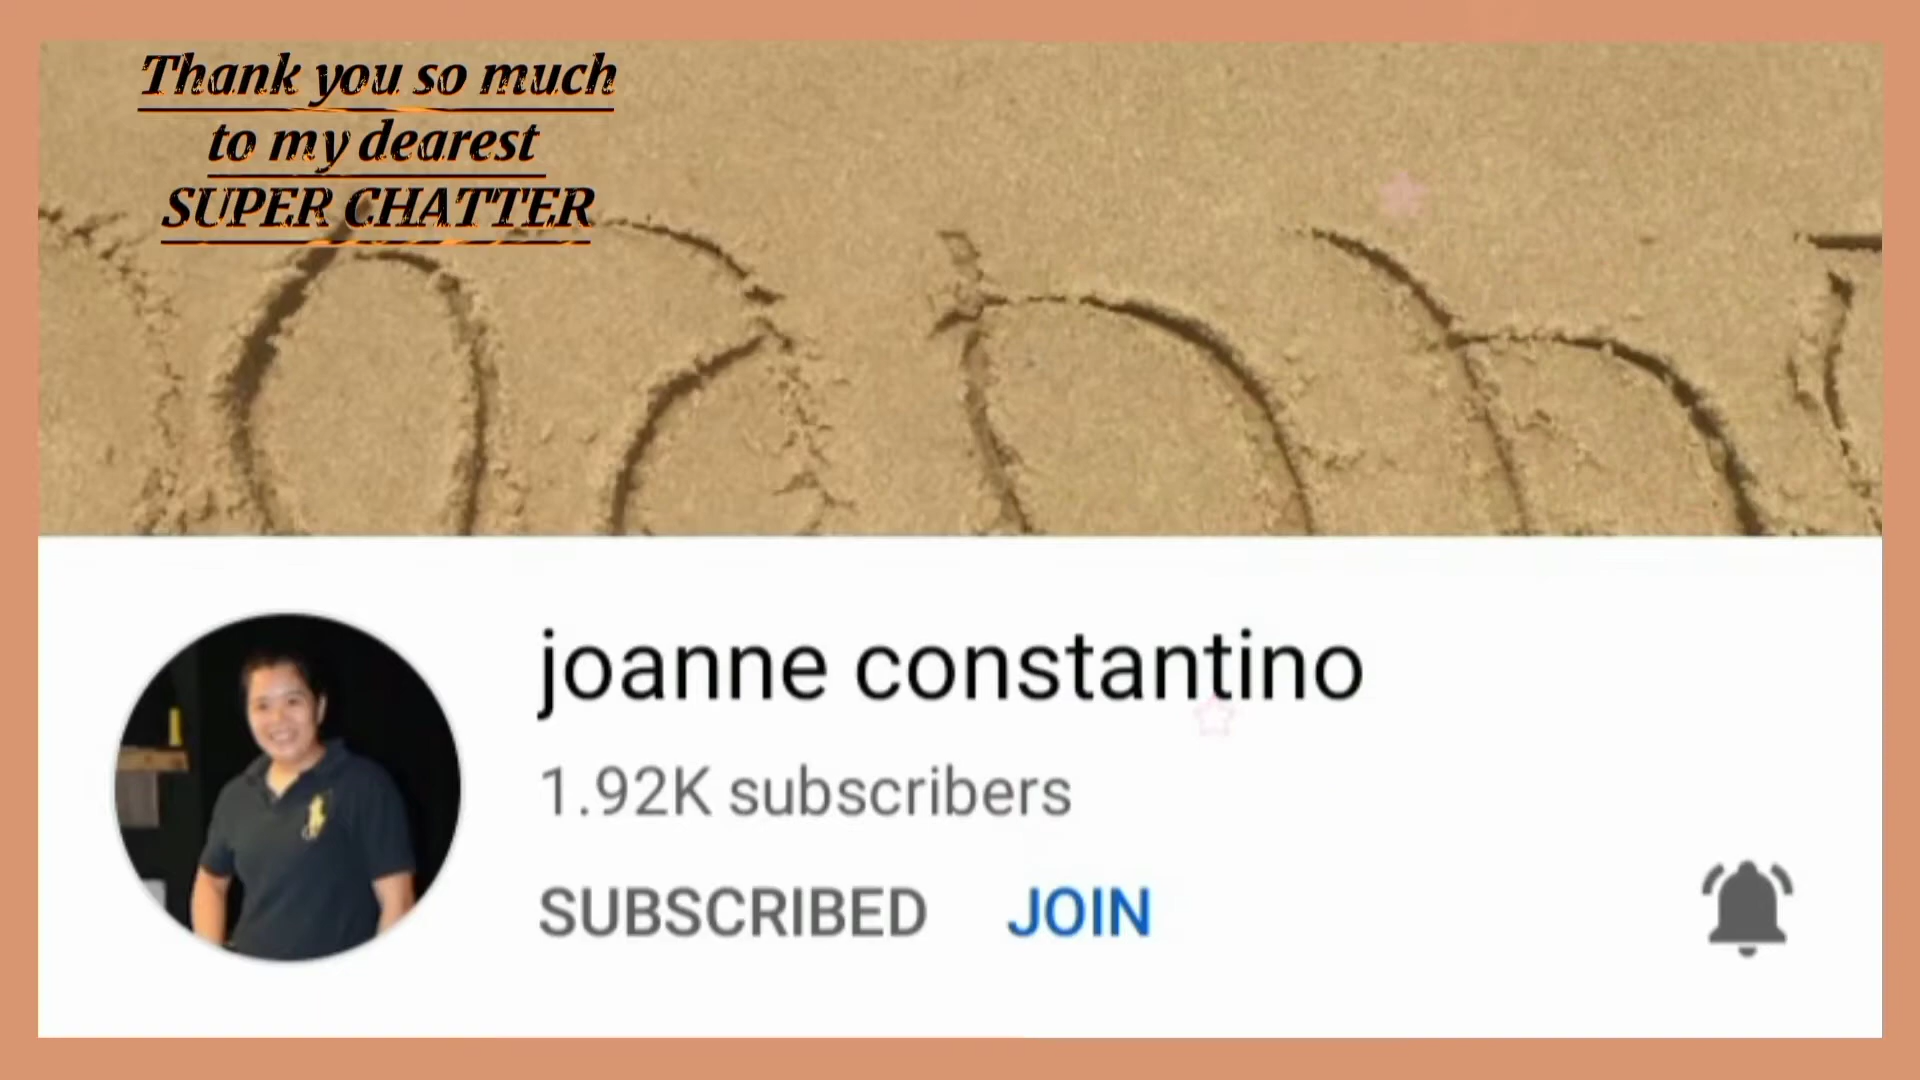 Thank you so much
to my dearest
SUPER CHATTER
joanne constantino
1.92K subscribers
SUBSCRIBED JOIN